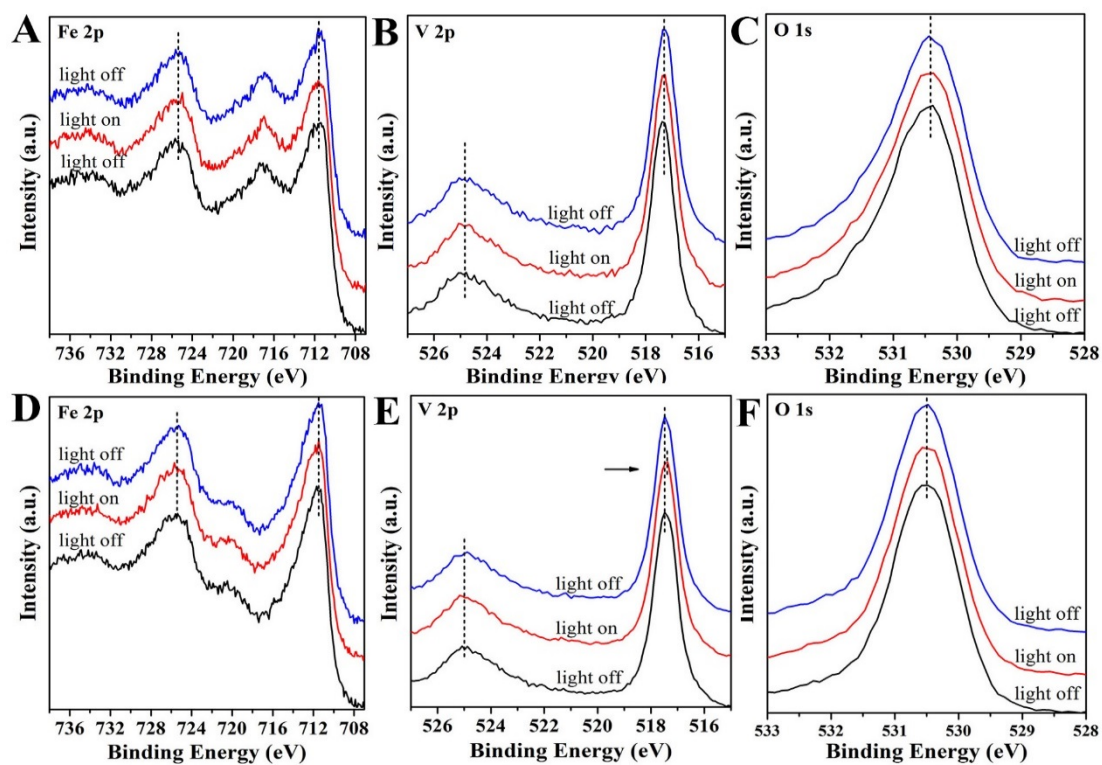 A
Fe 2p
light off
light on
light off
Intensity (a.u.)
736 732 728 724 720 716 712 708
Binding Energy (eV)
B
V 2p
light off
light on
light off
Intensity (a.u.)
526 524 522 520 518 516
Binding Energy (eV)
C
O 1s
light off
light on
light off
Intensity (a.u.)
533 532 531 530 529 528
Binding Energy (eV)
D
Fe 2p
light off
light on
light off
Intensity (a.u.)
736 732 728 724 720 716 712 708
Binding Energy (eV)
E
V 2p
light off
light on
light off
Intensity (a.u.)
526 524 522 520 518 516
Binding Energy (eV)
F
O 1s
light off
light on
light off
Intensity (a.u.)
533 532 531 530 529 528
Binding Energy (eV)